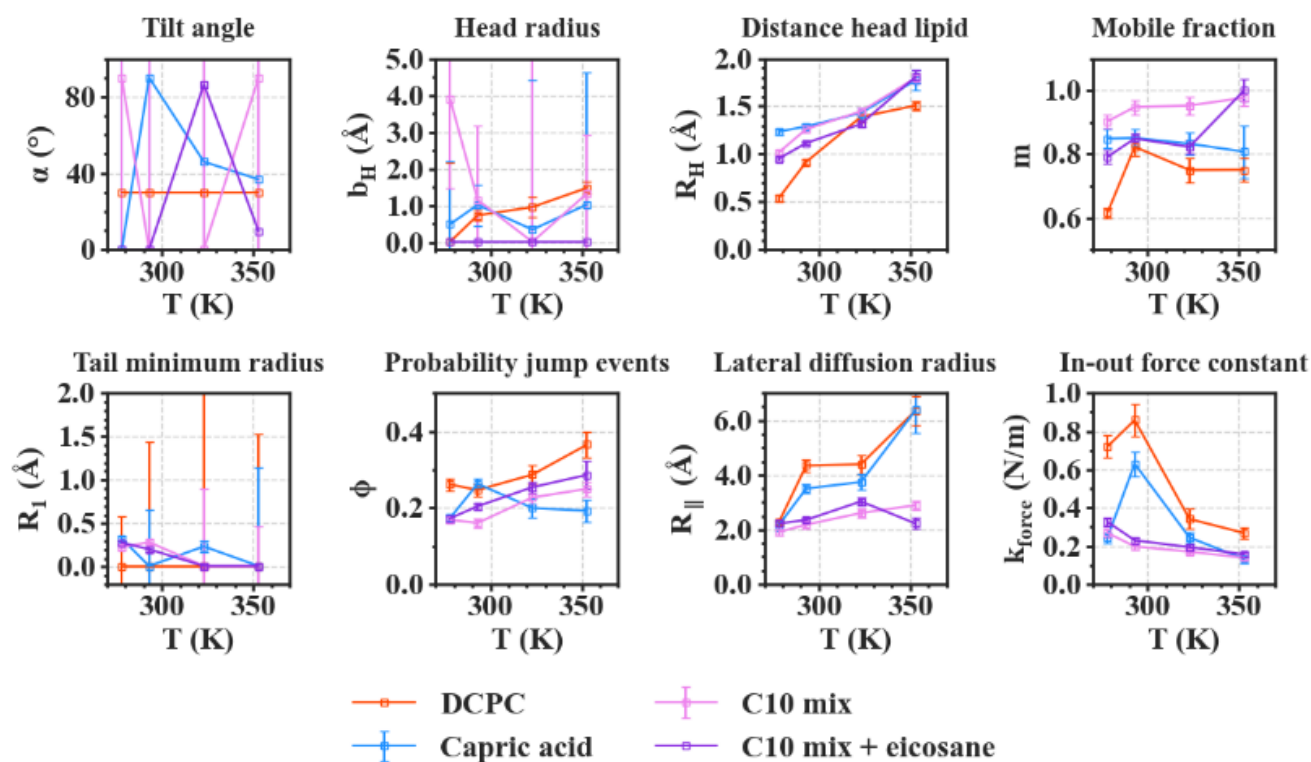 Tilt angle
Head radius
Distance head lipid
Mobile fraction
α (°)
80
40
0
300 350
T (K)
b_H (Å)
5.0
4.0
3.0
2.0
1.0
0.0
300 350
T (K)
R_H (Å)
2.0
1.5
1.0
0.5
0.0
300 350
T (K)
m
1.0
0.8
0.6
300 350
T (K)
Tail minimum radius
Probability jump events
Lateral diffusion radius
In-out force constant
R_1 (Å)
2.0
1.5
1.0
0.5
0.0
300 350
T (K)
ϕ
0.4
0.2
0.0
300 350
T (K)
R_∥ (Å)
6.0
4.0
2.0
0.0
300 350
T (K)
k_force (N/m)
1.0
0.8
0.6
0.4
0.2
0.0
300 350
T (K)
DCPC
C10 mix
Capric acid
C10 mix + eicosane